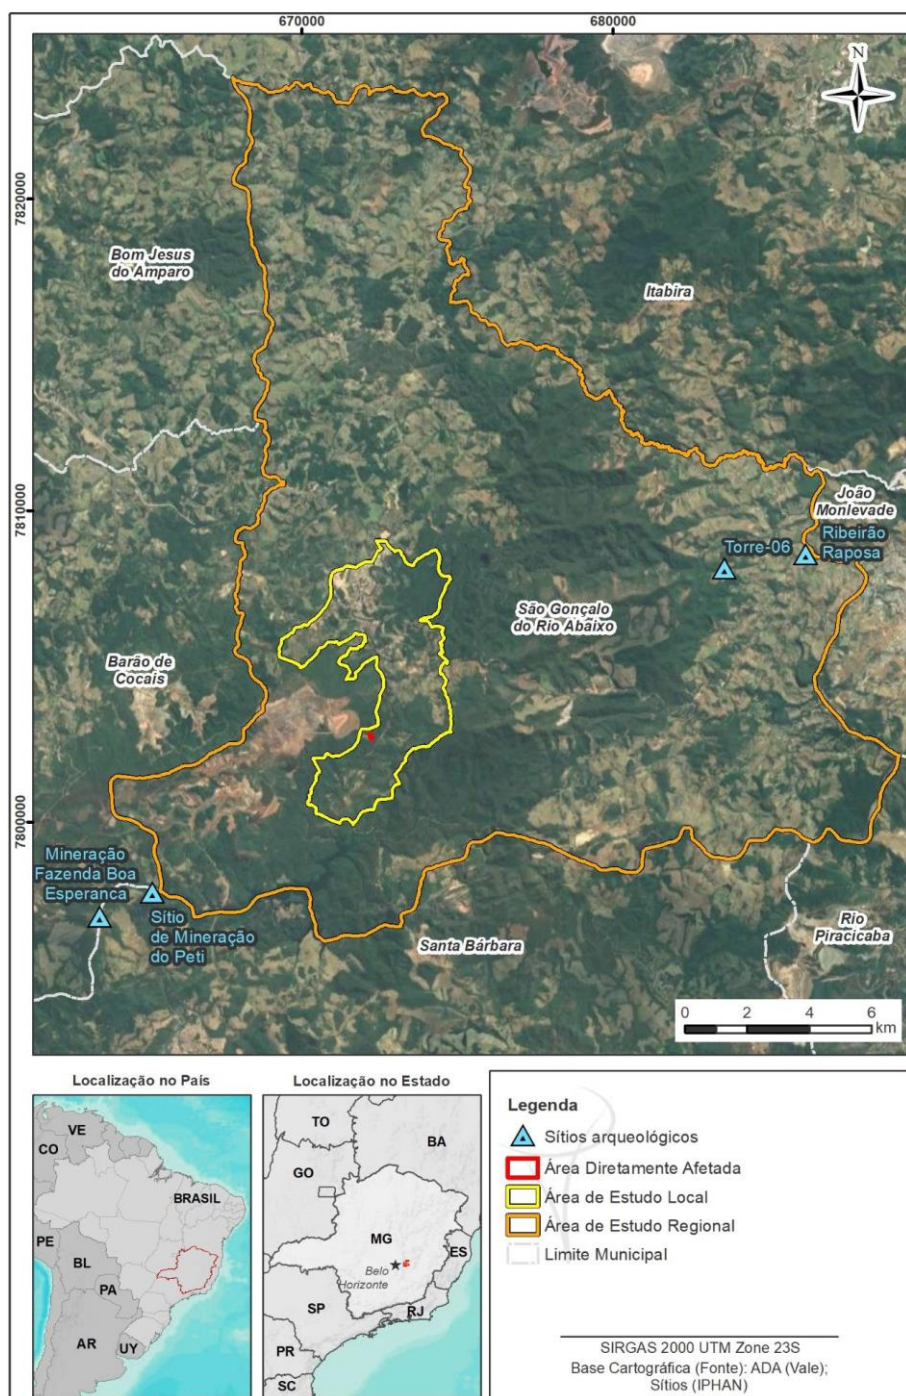 670000
680000
N
7820000
Bom Jesus
do Amparo
Itabira
7810000
João
Monlevade
Torre-06
Ribeirão
Raposa
São Gonçalo
do Rio Abaixo
Barão de
Cocais
7800000
Mineração
Fazenda Boa
Esperanca
Sítio
de Mineração
do Peti
Santa Bárbara
Rio
Piracicaba
0 2 4 6
km
Localização no País
VE
CO
BRASIL
PE
BL
PA
AR
UY
Localização no Estado
TO
BA
GO
MG
ES
Belo
Horizonte
SP
RJ
PR
SC
Legenda
Sítios arqueológicos
Área Diretamente Afetada
Área de Estudo Local
Área de Estudo Regional
Limite Municipal
SIRGAS 2000 UTM Zone 23S
Base Cartográfica (Fonte): ADA (Vale);
Sítios (IPHAN)